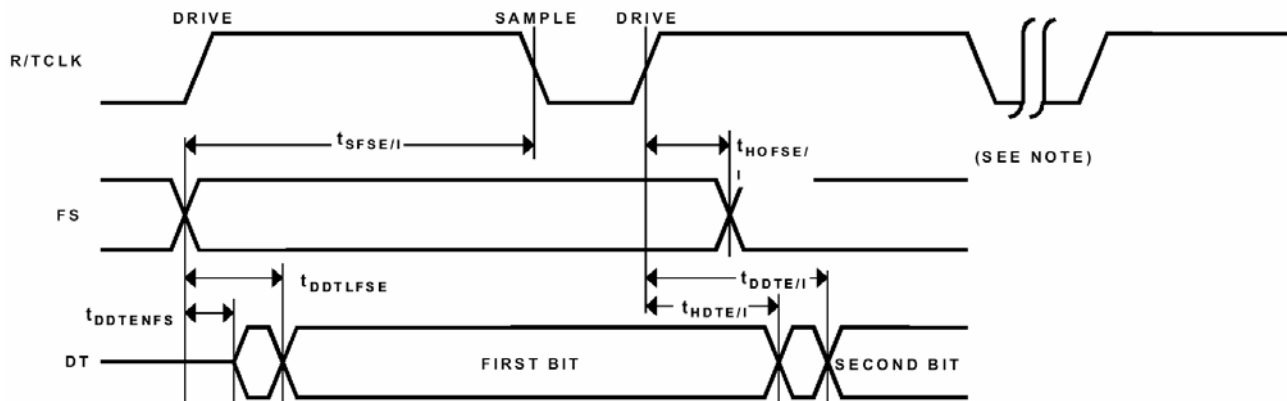 DRIVE SAMPLE DRIVE
R/TCLK
tSFSE/I tHOFSE/ (SEE NOTE)
I
FS
tDDTLFSE tDDTE/I
tDDTENFS tHDTE/I
DT FIRST BIT SECOND BIT